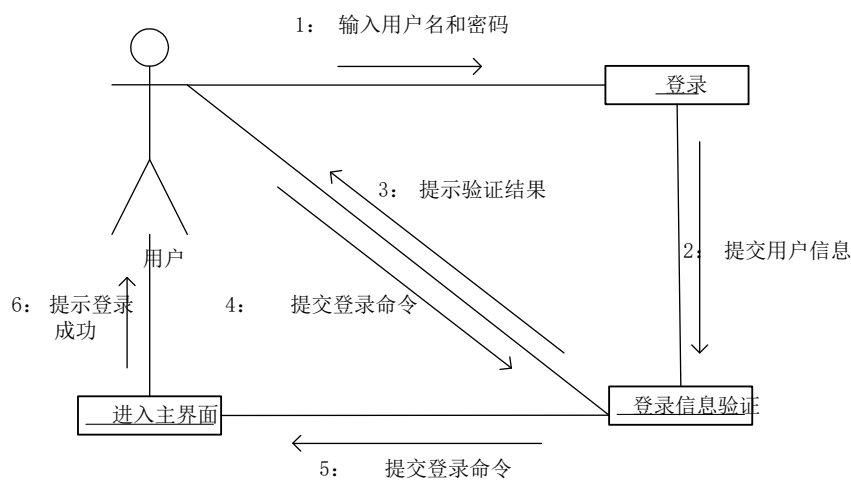 1: 输入用户名和密码
登录
3: 提示验证结果
2: 提交用户信息
用户
6: 提示登录
成功
4: 提交登录命令
进入主界面
登录信息验证
5: 提交登录命令